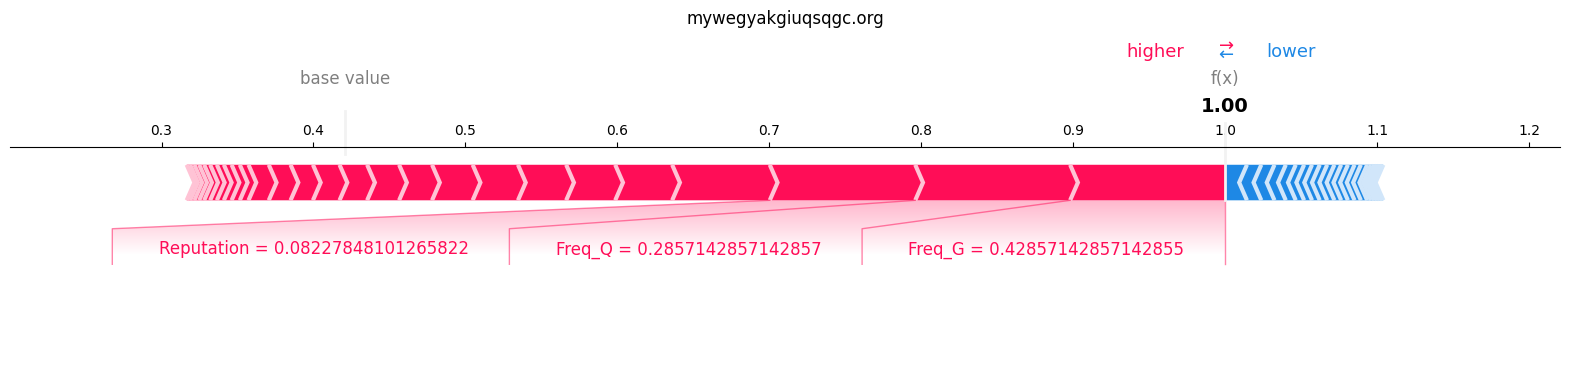 mywegyakgiuqsqgc.org
higher ⇄ lower
base value f(x)
1.00
0.3 0.4 0.5 0.6 0.7 0.8 0.9 1.0 1.1 1.2
Reputation = 0.08227848101265822 Freq_Q = 0.2857142857142857 Freq_G = 0.42857142857142855